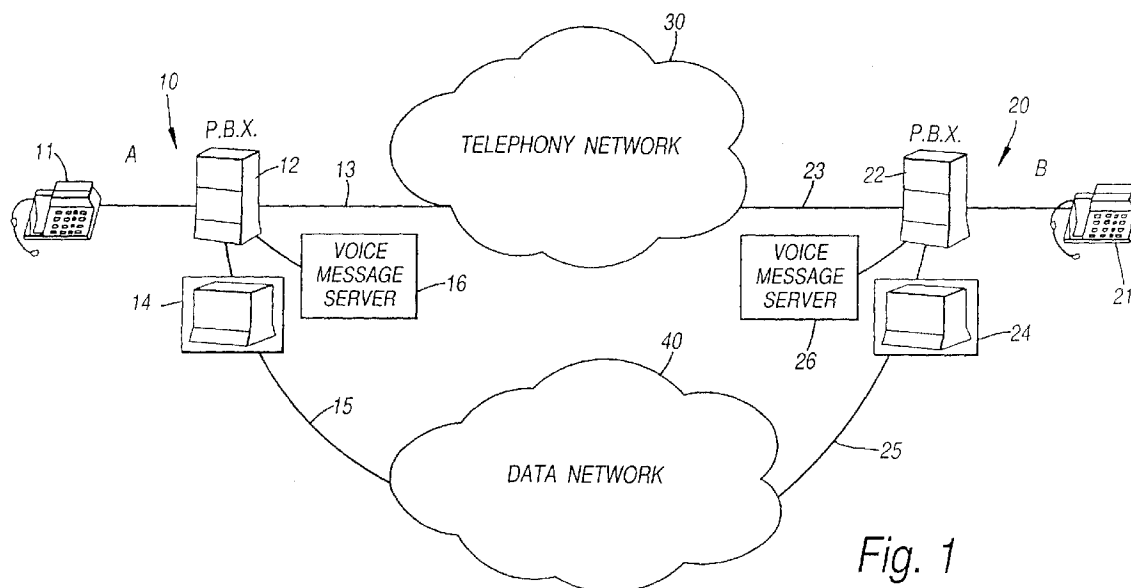 30
10
20
P.B.X.
P.B.X.
11
A
12
13
TELEPHONY NETWORK
23
22
B
VOICE
MESSAGE
SERVER
16
VOICE
MESSAGE
SERVER
26
21
14
24
40
15
25
DATA NETWORK
Fig. 1